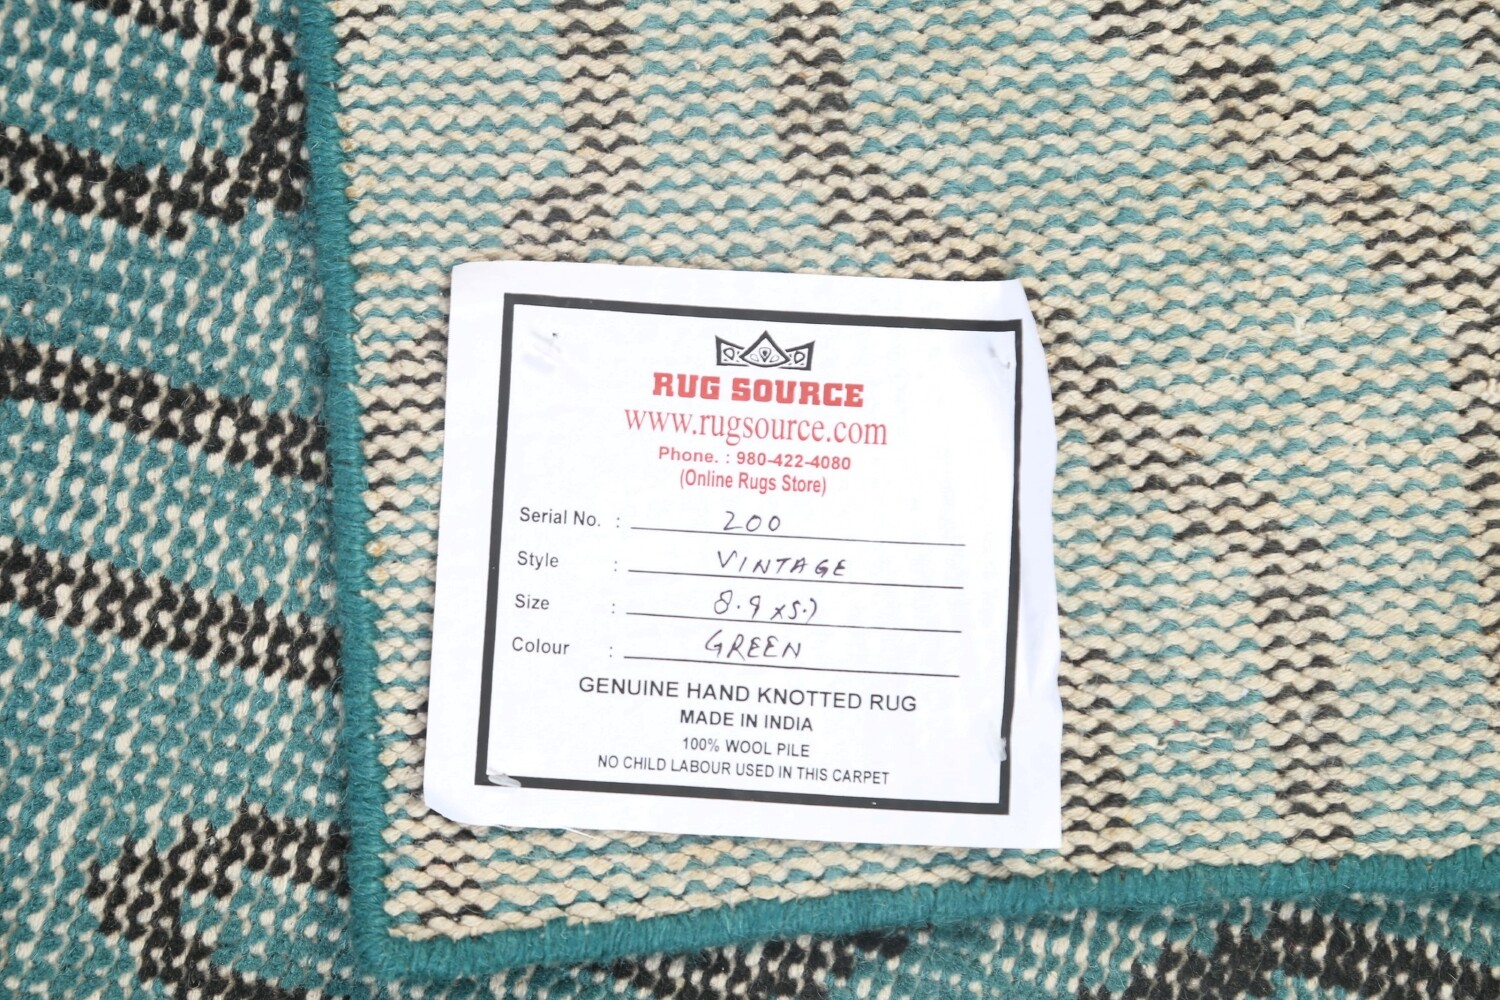 RUG SOURCE
www.rugsource.com
Phone. : 980-422-4080
(Online Rugs Store)
Serial No. : 200
Style : VINTAGE
Size : 8.9 x 5.7
Colour : GREEN
GENUINE HAND KNOTTED RUG
MADE IN INDIA
100% WOOL PILE
NO CHILD LABOUR USED IN THIS CARPET